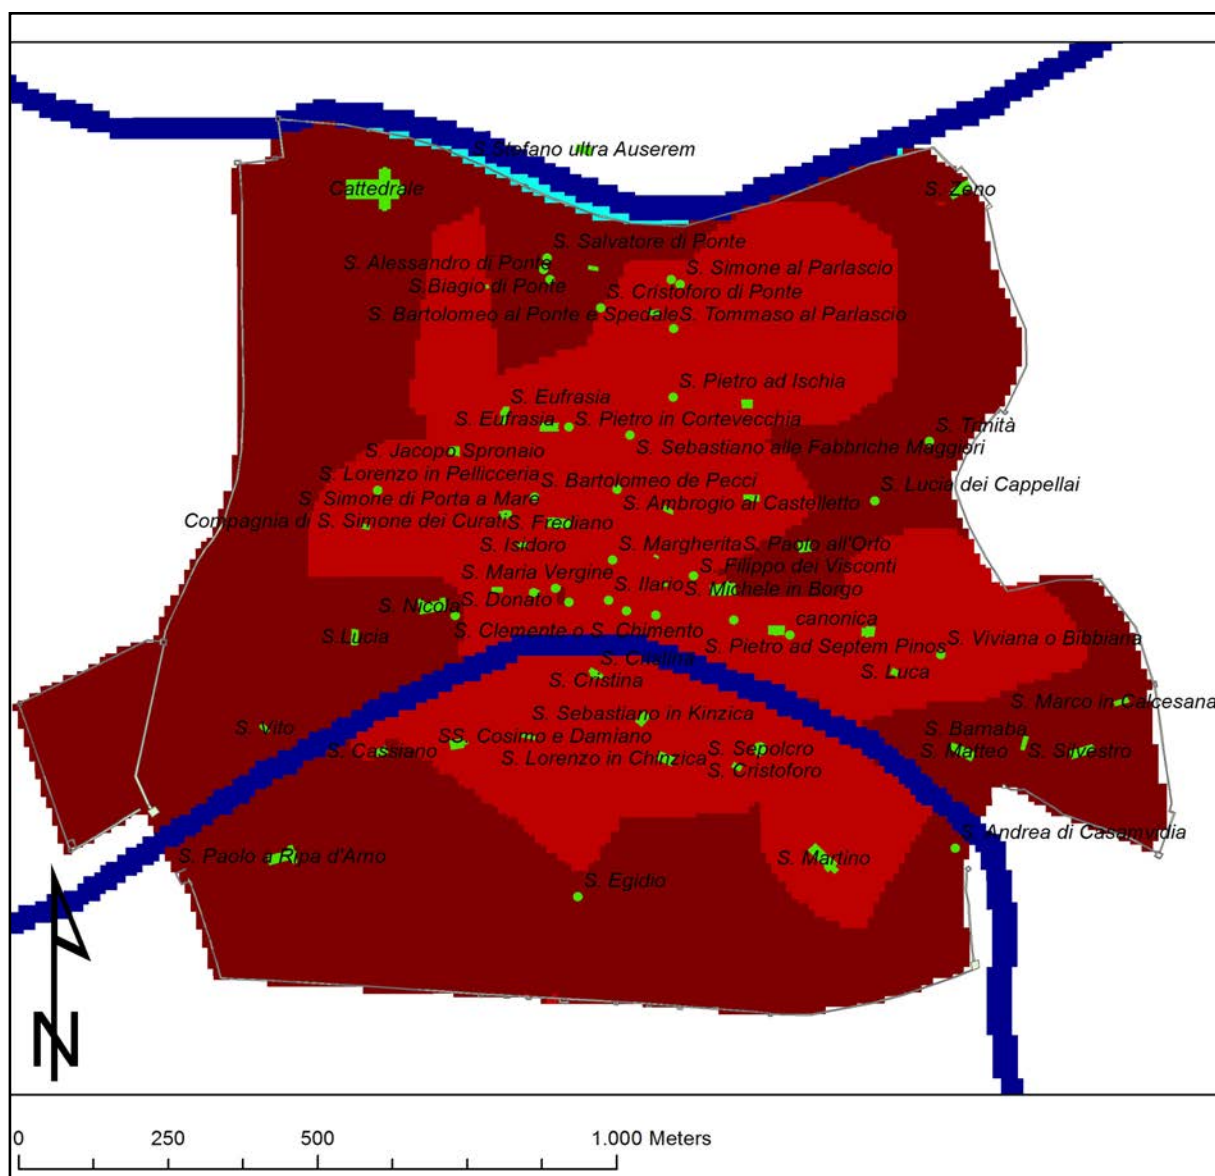 S.Stefano ultra Auserem
Cattedrale
S. Zeno
S. Salvatore di Ponte
S. Alessandro di Ponte
S. Simone al Parlascio
S.Biagio di Ponte
S. Cristoforo di Ponte
S. Bartolomeo al Ponte e Spedale
S. Tommaso al Parlascio
S. Pietro ad Ischia
S. Eufrasia
S. Eufrasia
S. Pietro in Cortevecchia
S. Trinità
S. Jacopo Spronaio
S. Sebastiano alle Fabbriche Maggiori
S. Lorenzo in Pellicceria
S. Bartolomeo de Pecci
S. Lucia dei Cappellai
S. Simone di Porta a Mare
S. Ambrogio al Castelletto
Compagnia di S. Simone dei Curati
S. Frediano
S. Isidoro
S. Margherita
S. Paolo all'Orto
S. Filippo dei Visconti
S. Maria Vergine
S. Ilario
S. Michele in Borgo
S. Nicola
S. Donato
canonica
S.Lucia
S. Clemente o S. Chimento
S. Pietro ad Septem Pinos
S. Viviana o Bibbiana
S. Cristina
S. Cristina
S. Luca
S. Marco in Calcesana
S. Sebastiano in Kinzica
S. Vito
S. Barnaba
SS. Cosimo e Damiano
S. Cassiano
S. Sepolcro
S. Matteo
S. Silvestro
S. Lorenzo in Chinzica
S. Cristoforo
S. Andrea di Casamvidia
S. Paolo a Ripa d'Arno
S. Martino
S. Egidio
N
0 250 500 1.000 Meters